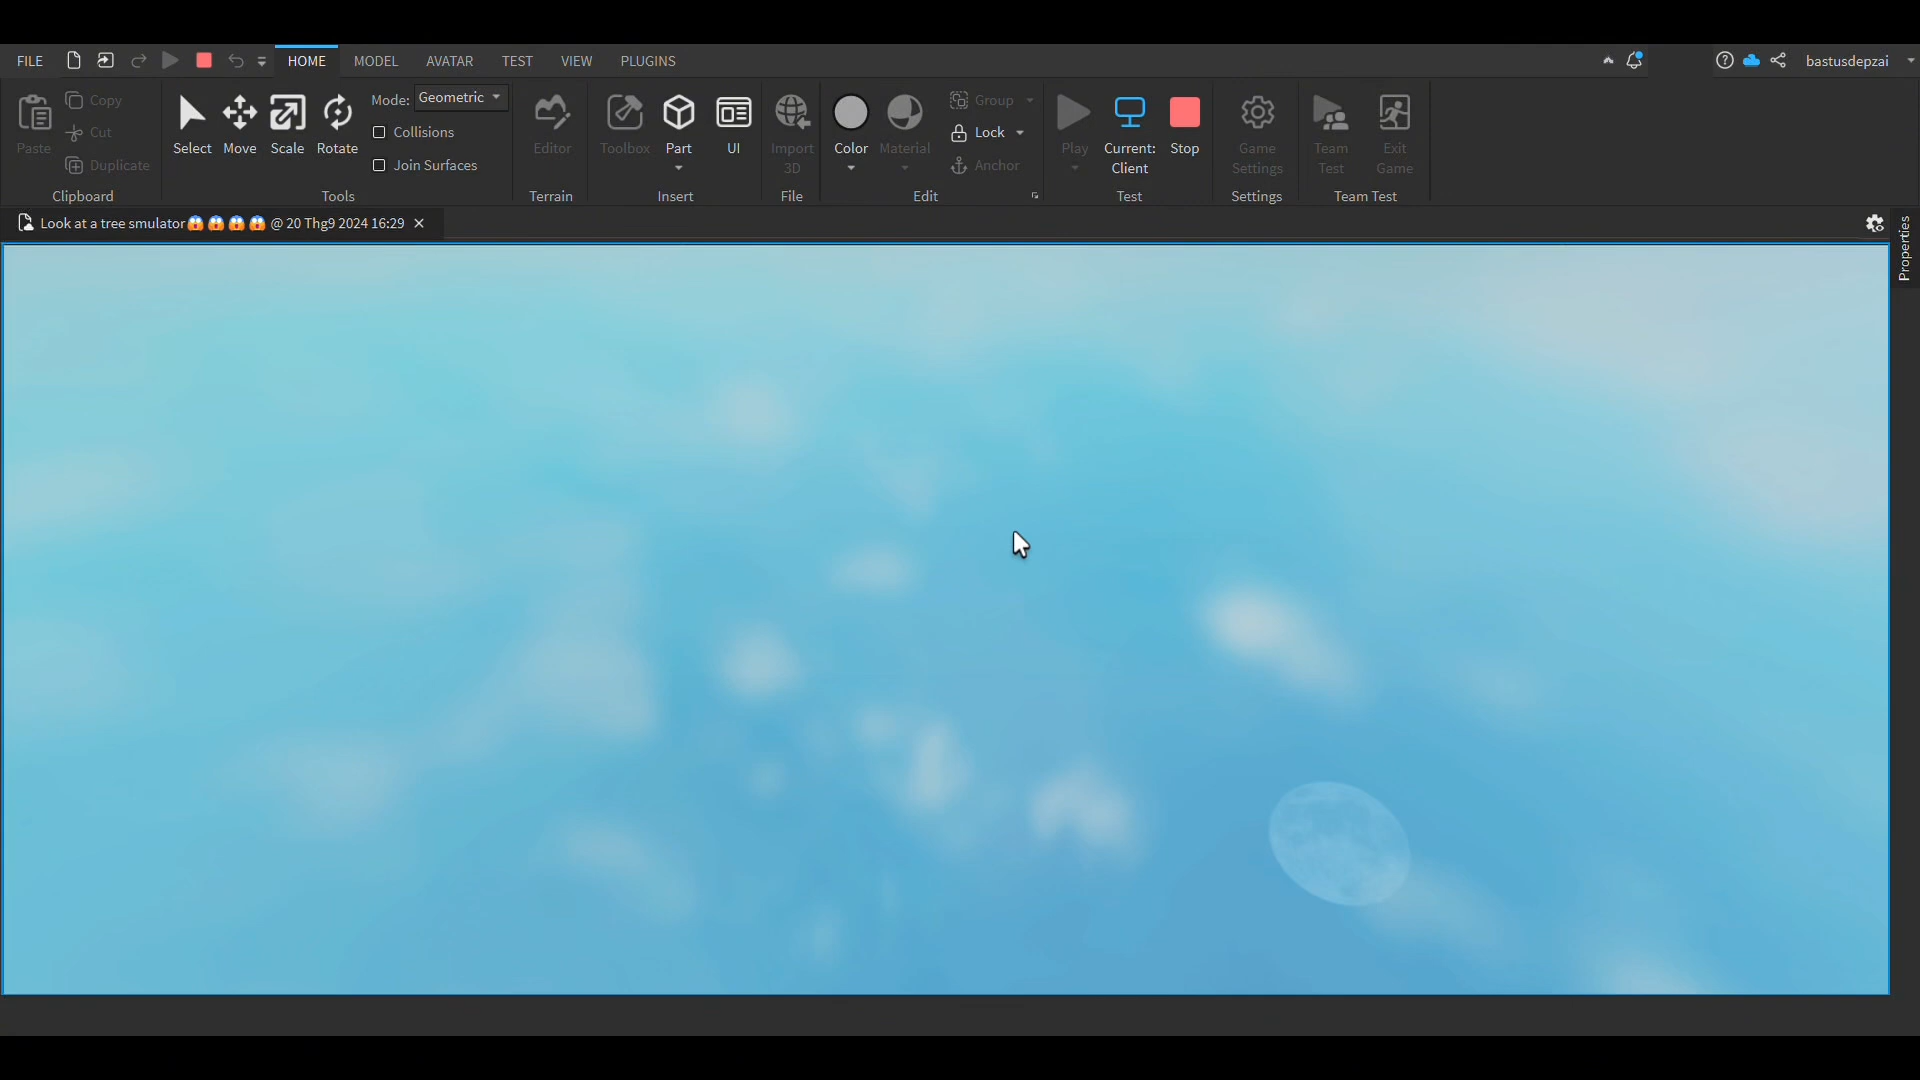 FILE HOME MODEL AVATAR TEST VIEW PLUGINS bastusdepzai
Paste Copy Cut Duplicate
Clipboard
Select Move Scale Rotate
Mode: Geometric
Collisions
Join Surfaces
Tools
Editor
Terrain
Toolbox Part UI
Insert
Import 3D
File
Color Material Group Lock Anchor
Edit
Play Current: Client Stop
Test
Game Settings
Settings
Team Test Exit Game
Team Test
Look at a tree smulator😱😱😱😱 @ 20 Thg9 2024 16:29
Properties